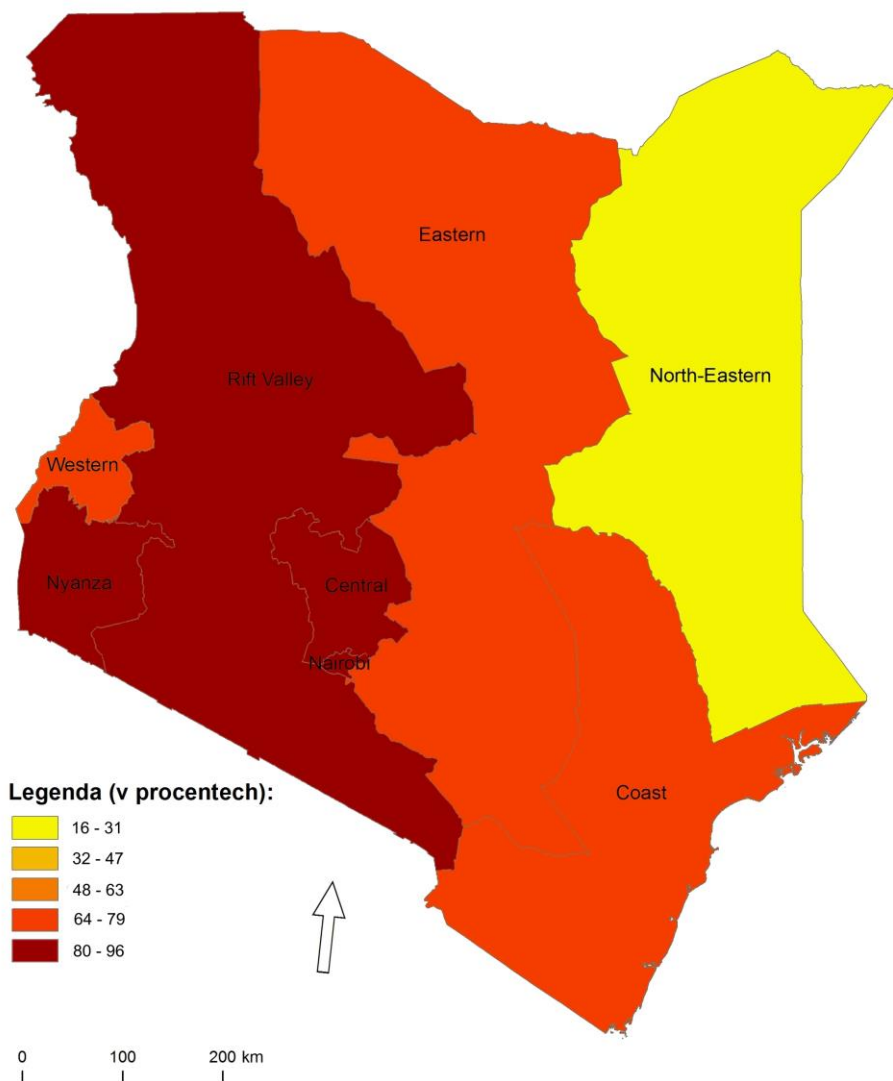 Eastern
North-Eastern
Rift Valley
Western
Nyanza
Central
Nairobi
Coast
Legenda (v procentech):
16 - 31
32 - 47
48 - 63
64 - 79
80 - 96
0 100 200 km